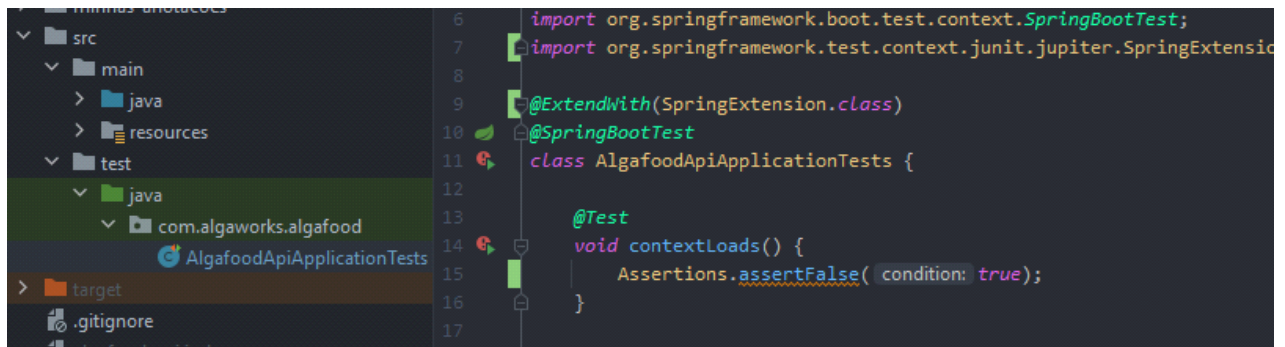 minhas-anotacoes
src
main
java
resources
test
java
com.algaworks.algafood
AlgafoodApiApplicationTests
target
.gitignore
6 import org.springframework.boot.test.context.SpringBootTest;
7 import org.springframework.test.context.junit.jupiter.SpringExtensio
8
9 @ExtendWith(SpringExtension.class)
10 @SpringBootTest
11 class AlgafoodApiApplicationTests {
12
13 @Test
14 void contextLoads() {
15 Assertions.assertFalse( condition: true);
16 }
17